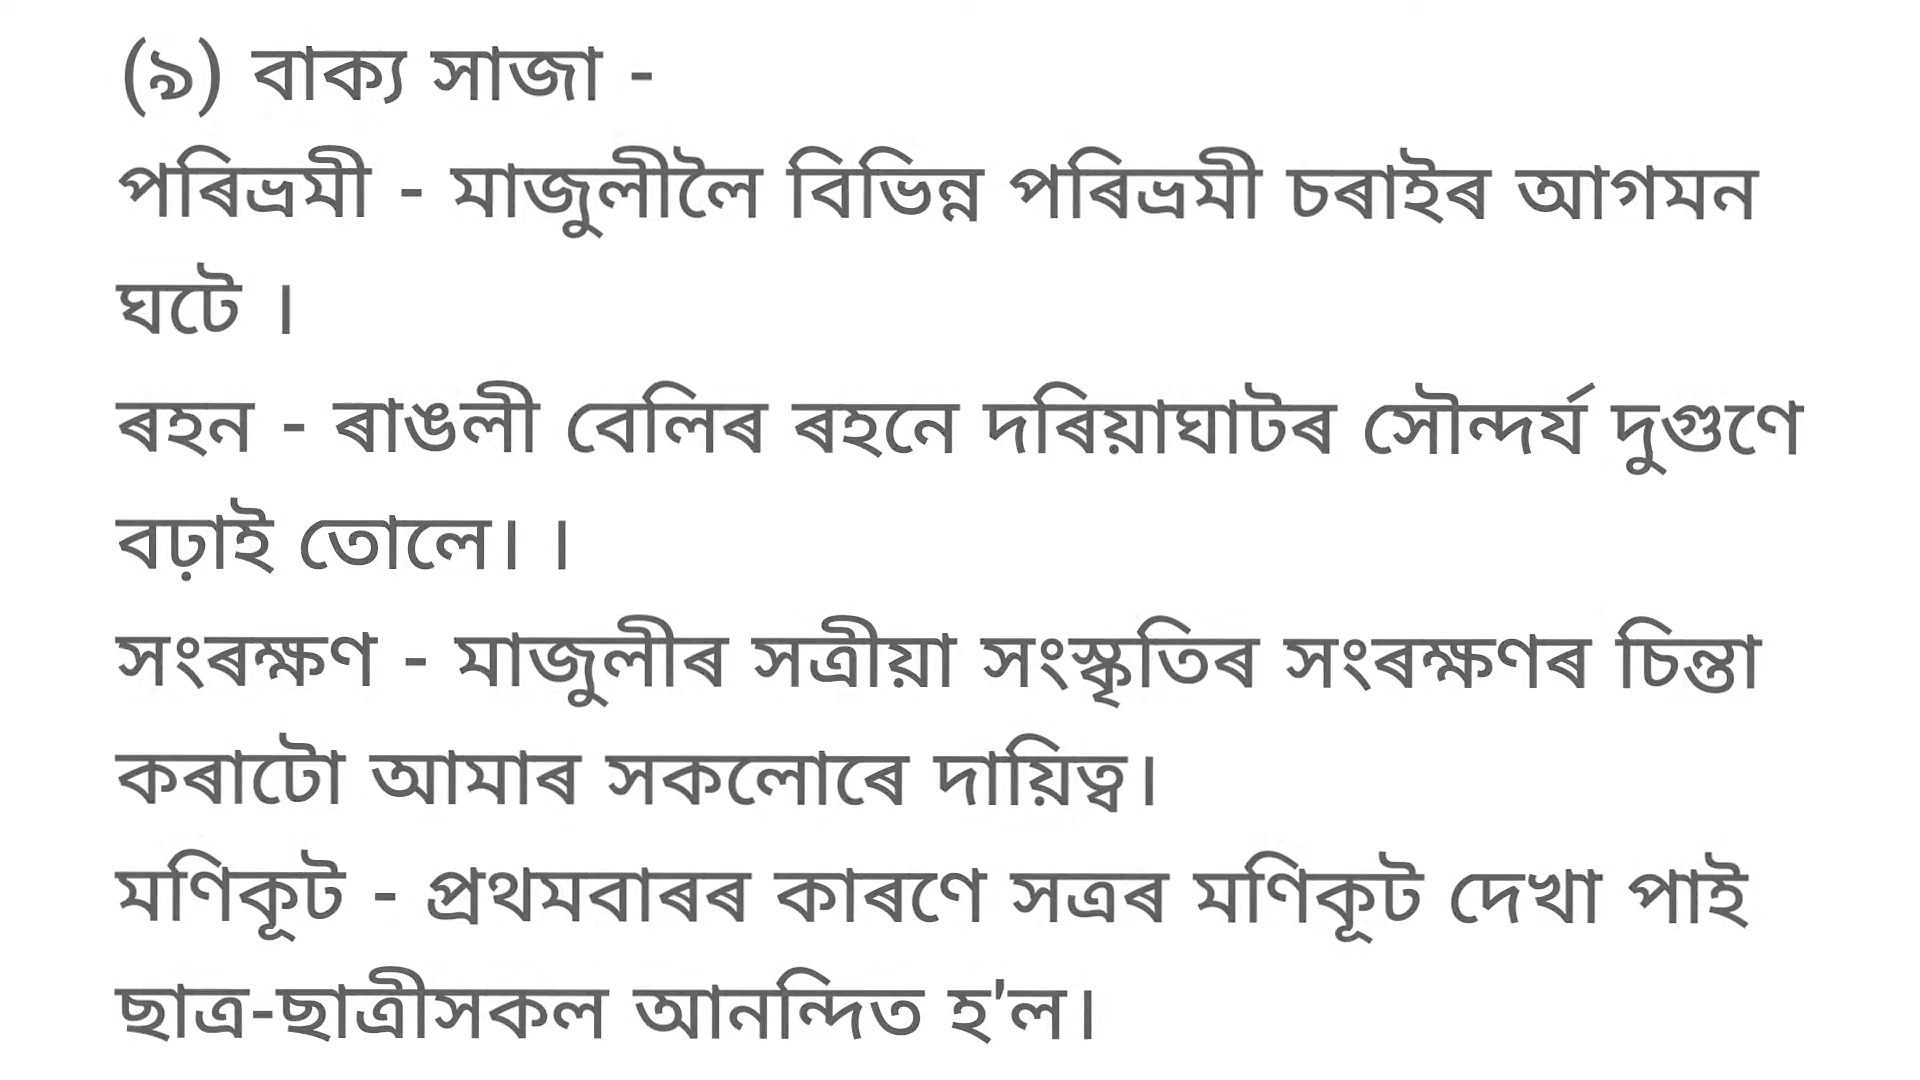 (৯) বাক্য সাজা -
পৰিভ্ৰমী - মাজুলীলৈ বিভিন্ন পৰিভ্ৰমী চৰাইৰ আগমন
ঘটে ।
ৰহন - ৰাঙলী বেলিৰ ৰহনে দৰিয়াঘাটৰ সৌন্দৰ্য দুগুণে
বঢ়াই তোলে। ।
সংৰক্ষণ - মাজুলীৰ সত্ৰীয়া সংস্কৃতিৰ সংৰক্ষণৰ চিন্তা
কৰাটো আমাৰ সকলোৰে দায়িত্ব।
মণিকূট - প্ৰথমবাৰৰ কাৰণে সত্ৰৰ মণিকূট দেখা পাই
ছাত্ৰ-ছাত্ৰীসকল আনন্দিত হ'ল।